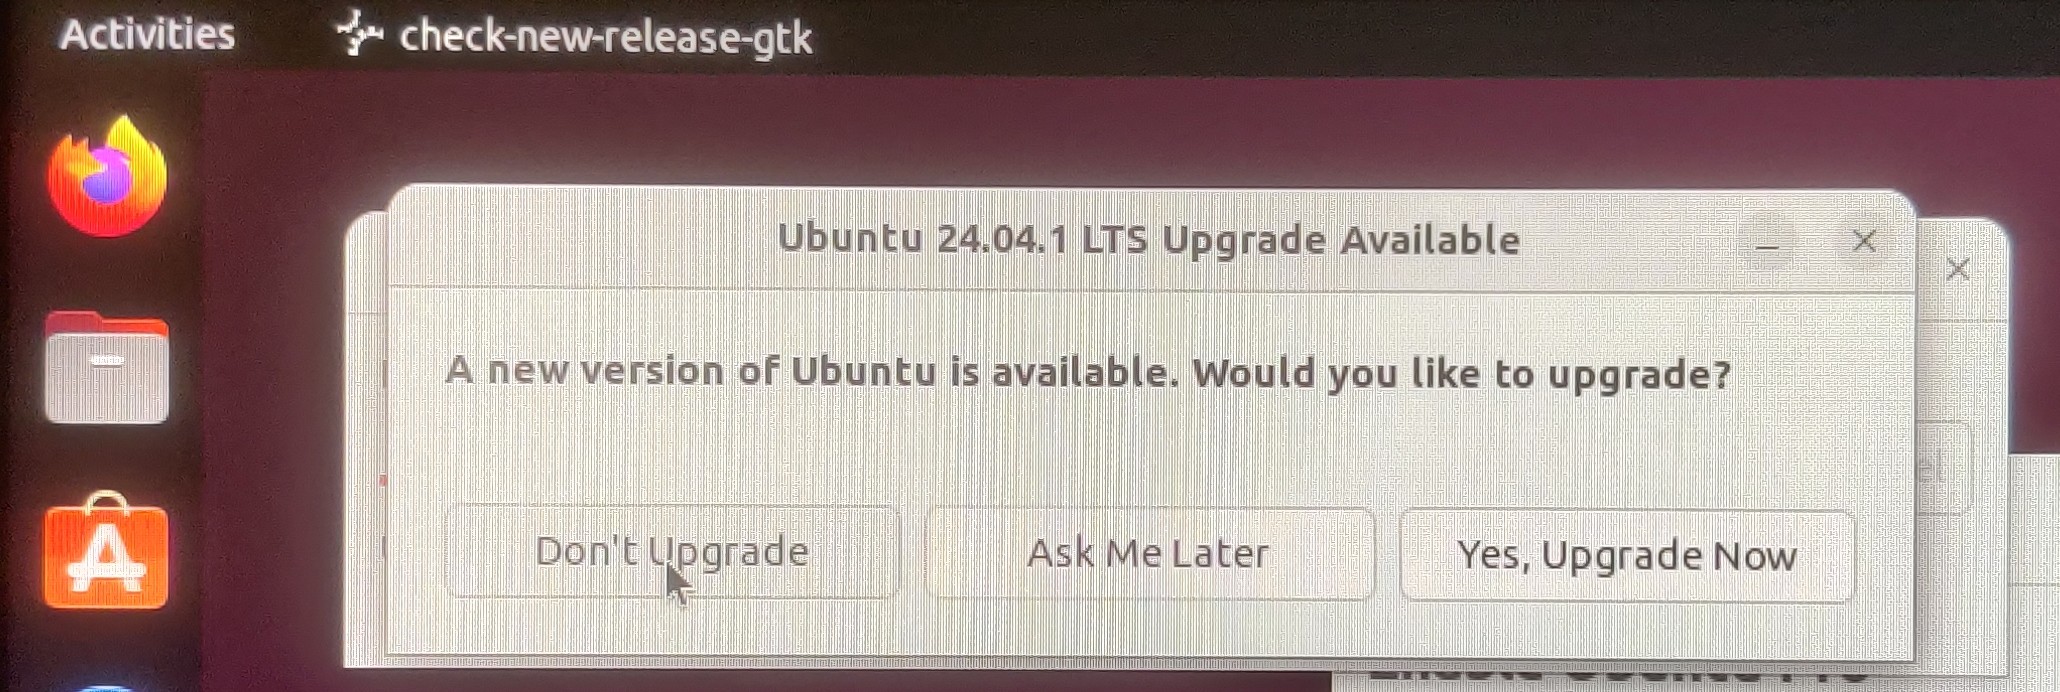 Activities check-new-release-gtk
Ubuntu 24.04.1 LTS Upgrade Available
A new version of Ubuntu is available. Would you like to upgrade?
Don't Upgrade Ask Me Later Yes, Upgrade Now